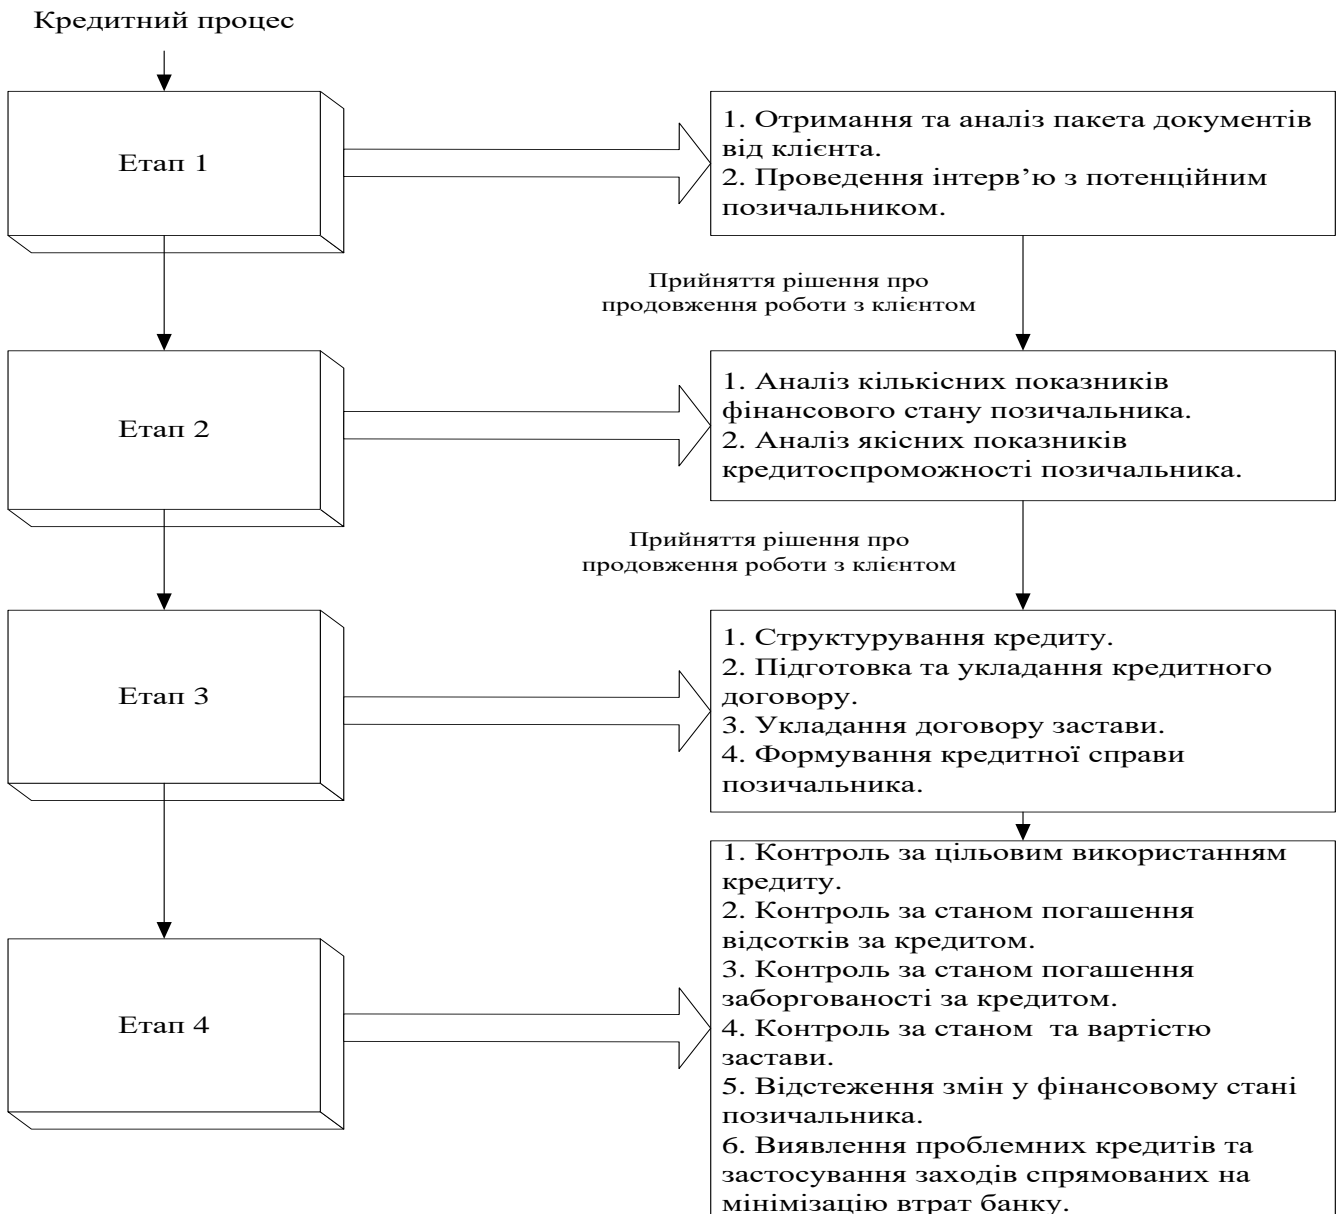 Кредитний процес
Етап 1
1. Отримання та аналіз пакета документів
від клієнта.
2. Проведення інтерв’ю з потенційним
позичальником.
Прийняття рішення про
продовження роботи з клієнтом
Етап 2
1. Аналіз кількісних показників
фінансового стану позичальника.
2. Аналіз якісних показників
кредитоспроможності позичальника.
Прийняття рішення про
продовження роботи з клієнтом
Етап 3
1. Структурування кредиту.
2. Підготовка та укладання кредитного
договору.
3. Укладання договору застави.
4. Формування кредитної справи
позичальника.
Етап 4
1. Контроль за цільовим використанням
кредиту.
2. Контроль за станом погашення
відсотків за кредитом.
3. Контроль за станом погашення
заборгованості за кредитом.
4. Контроль за станом  та вартістю
застави.
5. Відстеження змін у фінансовому стані
позичальника.
6. Виявлення проблемних кредитів та
застосування заходів спрямованих на
мінімізацію втрат банку.